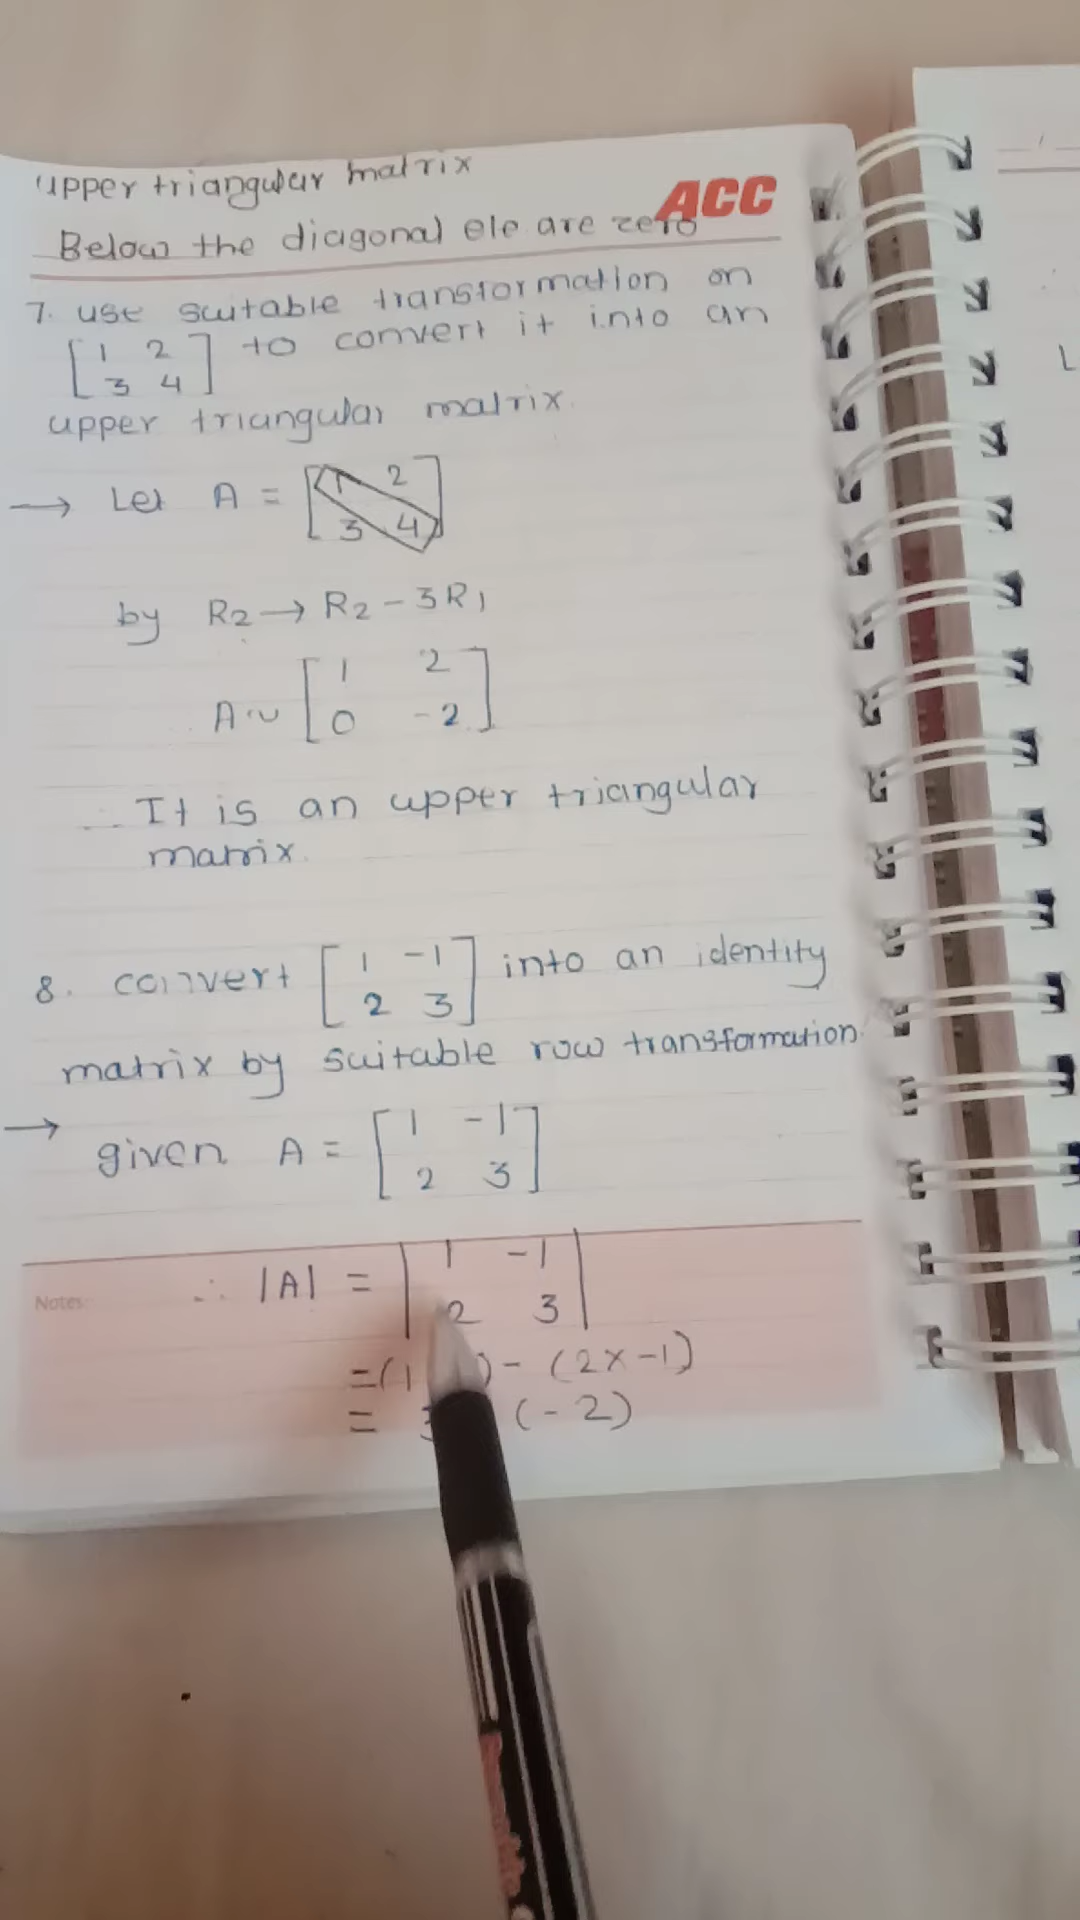 upper triangular matrix
ACC
Below the diagonal ele are zero
7. use suitable transformation on
[ 1 2
3 4 ] to convert it into an
upper triangular matrix.
→ Let A = [ 1 2
3 4 ]
by R2 → R2 - 3R1
A ~ [ 1 2
0 -2 ]
∴ It is an upper triangular
matrix.
8. convert [ 1 -1
2 3 ] into an identity
matrix by suitable row transformation.
→ given A = [ 1 -1
2 3 ]
Notes:
∴ |A| = | 1 -1
2 3 |
= (1 ) - (2x-1)
= (-2)
L